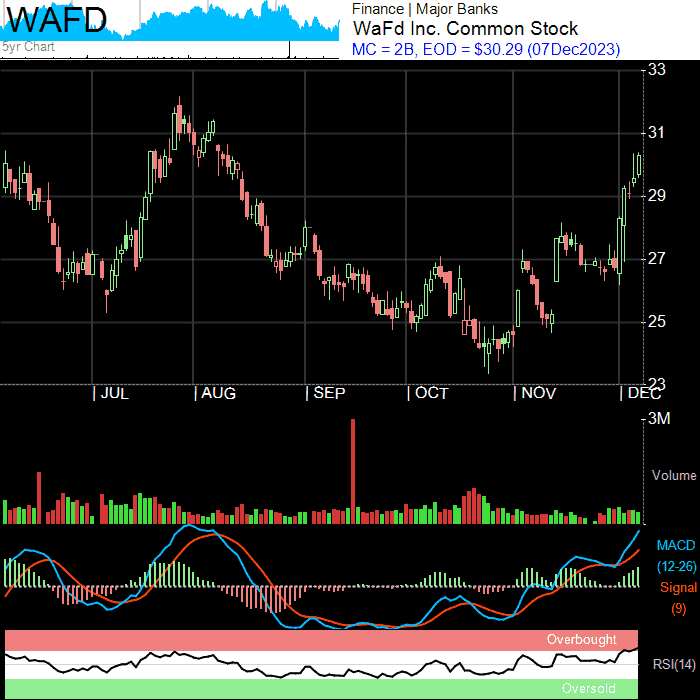 WAFD
5yr Chart
Finance | Major Banks
WaFd Inc. Common Stock
MC = 2B, EOD = $30.29 (07Dec2023)
33
31
29
27
25
23
| JUL | AUG | SEP | OCT | NOV | DEC
3M
Volume
MACD
(12-26)
Signal
(9)
Overbought
RSI(14)
Oversold